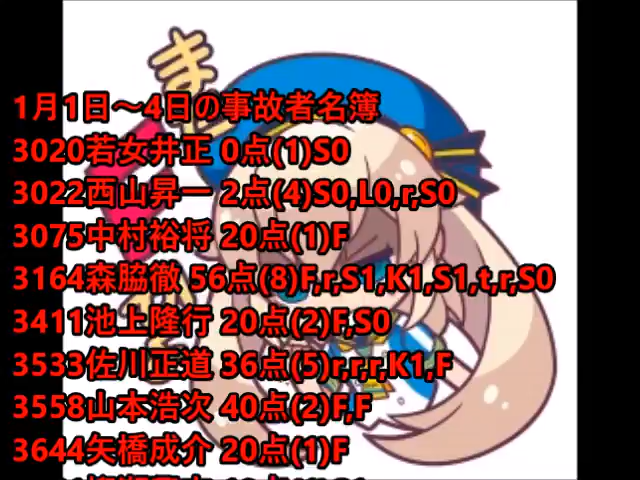 1月1日～4日の事故者名簿
3020若女井正 0点(1)S0
3022西山昇一 2点(4)S0,L0,r,S0
3075中村裕将 20点(1)F
3164森脇徹 56点(8)F,r,S1,K1,S1,t,r,S0
3411池上隆行 20点(2)F,S0
3533佐川正道 36点(5)r,r,r,K1,F
3558山本浩次 40点(2)F,F
3644矢橋成介 20点(1)F